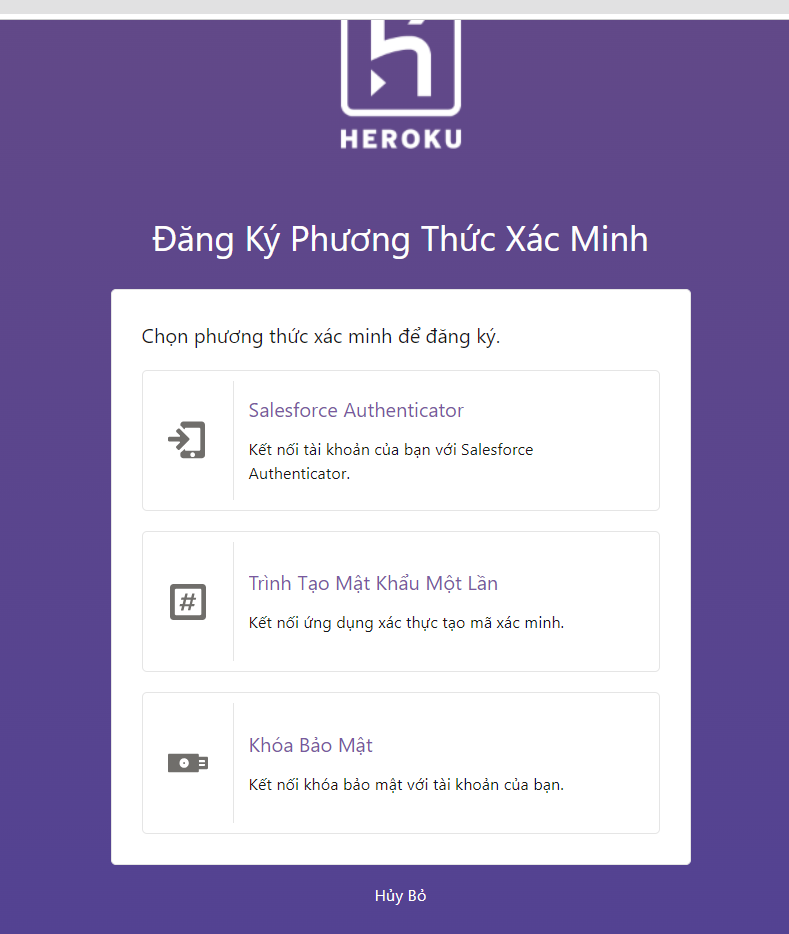 HEROKU
Đăng Ký Phương Thức Xác Minh
Chọn phương thức xác minh để đăng ký.
Salesforce Authenticator
Kết nối tài khoản của bạn với Salesforce
Authenticator.
Trình Tạo Mật Khẩu Một Lần
Kết nối ứng dụng xác thực tạo mã xác minh.
Khóa Bảo Mật
Kết nối khóa bảo mật với tài khoản của bạn.
Hủy Bỏ